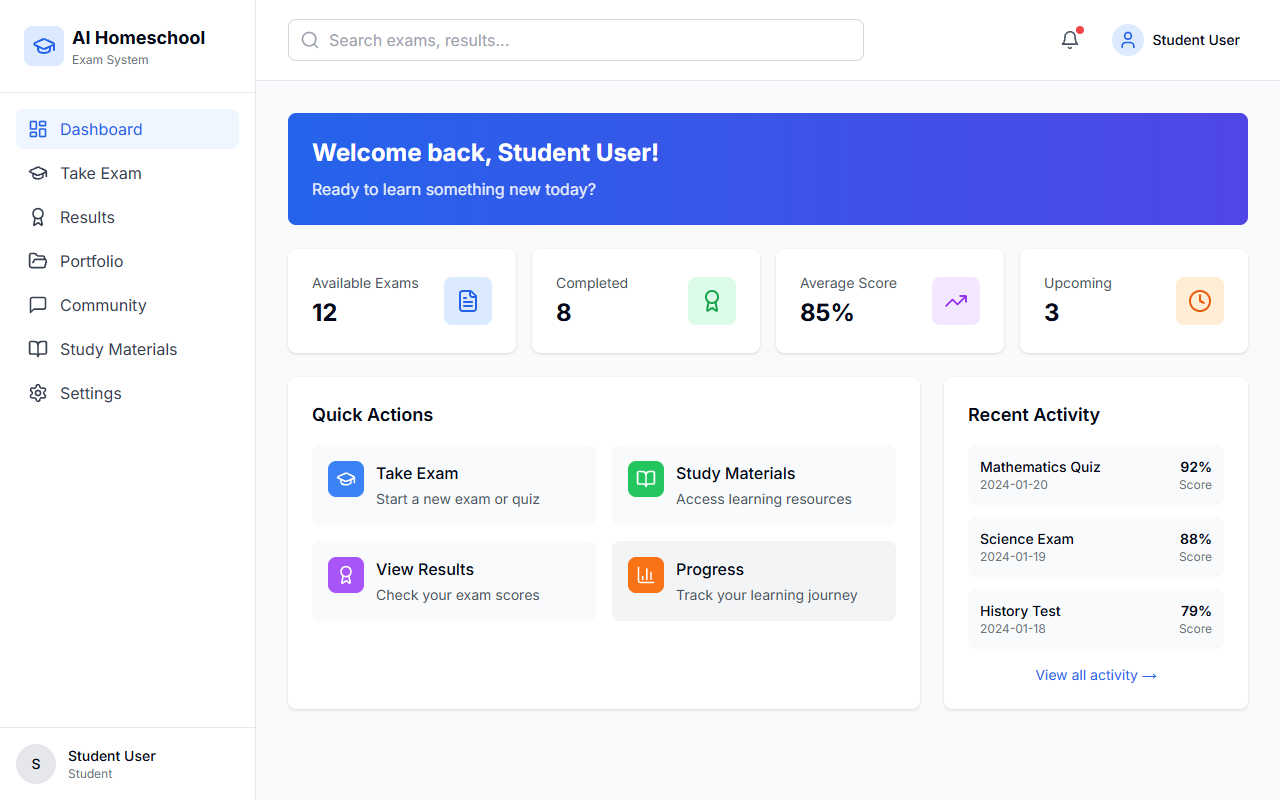 AI Homeschool
Exam System
Dashboard
Take Exam
Results
Portfolio
Community
Study Materials
Settings
S
Student User
Student
Search exams, results...
Student User
Welcome back, Student User!
Ready to learn something new today?
Available Exams
12
Completed
8
Average Score
85%
Upcoming
3
Quick Actions
Take Exam
Start a new exam or quiz
Study Materials
Access learning resources
View Results
Check your exam scores
Progress
Track your learning journey
Recent Activity
Mathematics Quiz 92%
2024-01-20 Score
Science Exam 88%
2024-01-19 Score
History Test 79%
2024-01-18 Score
View all activity →